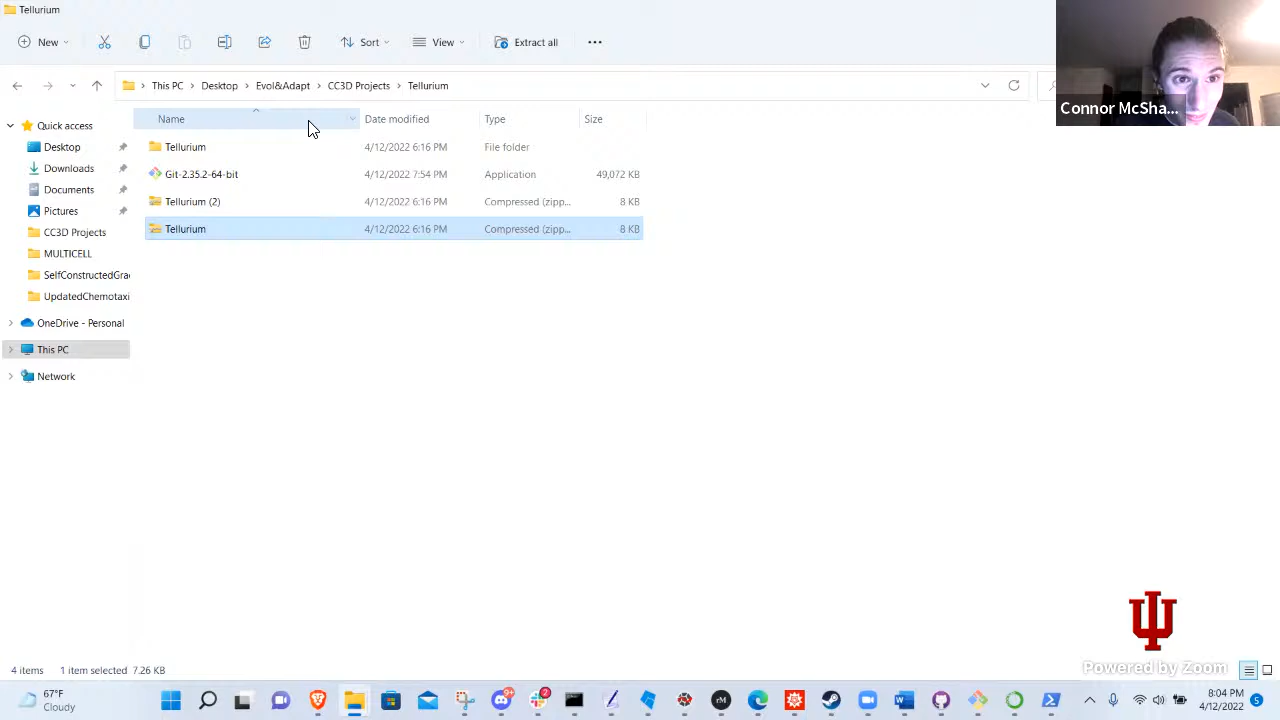 Tellurium
New Sort View Extract all
This PC Desktop Evol&Adapt CC3D Projects Tellurium
Connor McSha...
Name Date modified Type Size
Quick access
Desktop
Downloads
Documents
Pictures
CC3D Projects
MULTICELL
SelfConstructedGra
UpdatedChemotaxi
OneDrive - Personal
This PC
Network
Tellurium 4/12/2022 6:16 PM File folder
Git-2.35.2-64-bit 4/12/2022 7:54 PM Application 49,072 KB
Tellurium (2) 4/12/2022 6:16 PM Compressed (zipp... 8 KB
Tellurium 4/12/2022 6:16 PM Compressed (zipp... 8 KB
Powered by Zoom
4 items 1 item selected 7.26 KB
67°F
Cloudy
9+
2
rM
8:04 PM
4/12/2022
5